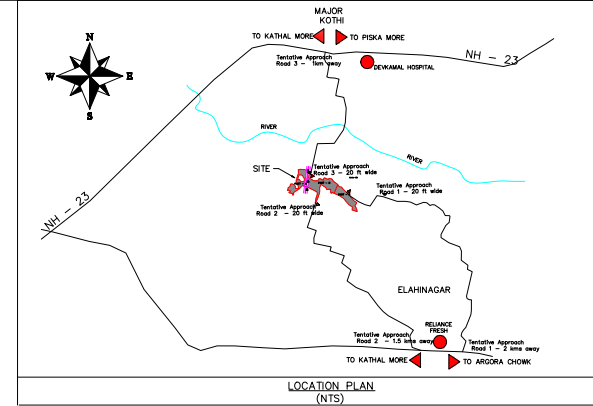 MAJOR
KOTHI
TO KATHAL MORE
TO PISKA MORE
NH - 23
Tentative Approach
Road 3 - 1km away
DEVKAMAL HOSPITAL
N
W
E
S
RIVER
RIVER
SITE
Tentative Approach
Road 3 - 20 ft wide
Tentative Approach
Road 1 - 20 ft wide
Tentative Approach
Road 2 - 20 ft wide
NH - 23
ELAHINAGAR
RELIANCE
FRESH
Tentative Approach
Road 2 - 1.5 kms away
Tentative Approach
Road 1 - 2 kms away
TO KATHAL MORE
TO ARGORA CHOWK
LOCATION PLAN
(NTS)